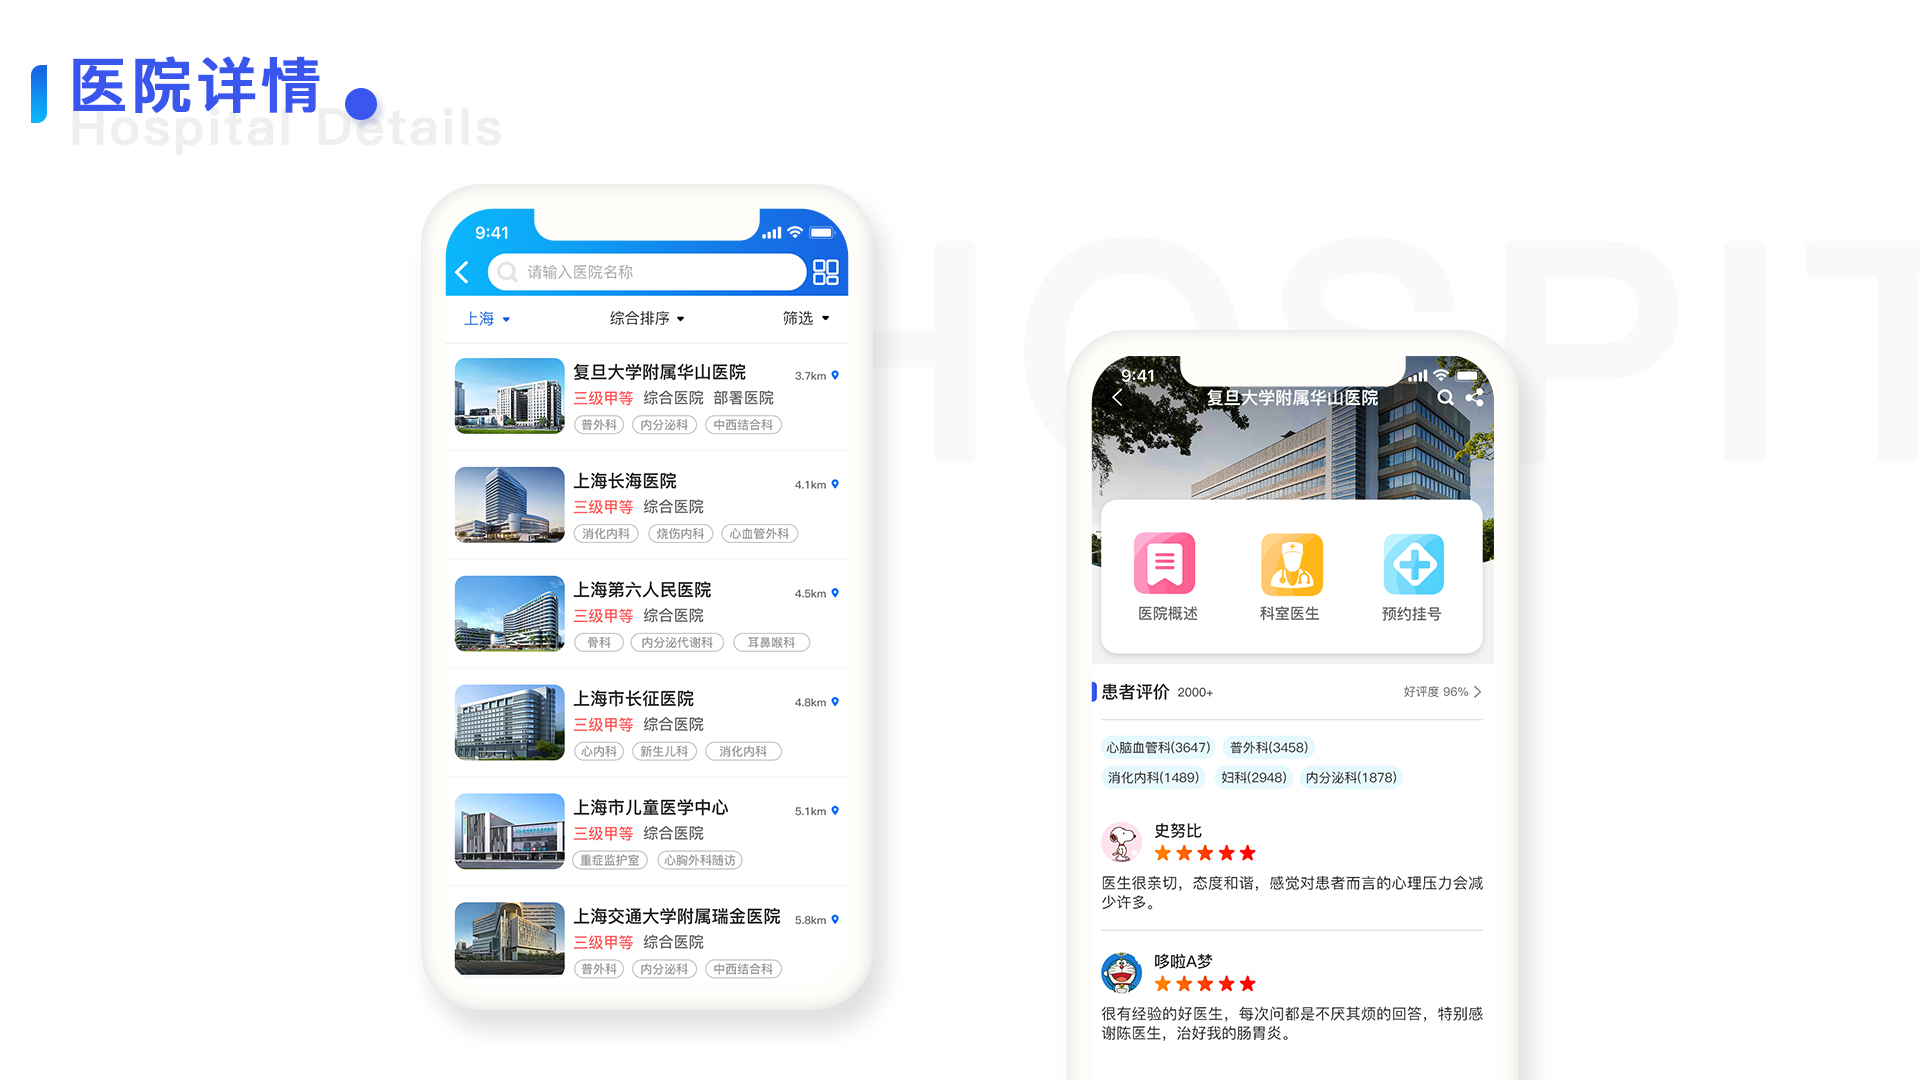 医院详情
Hospital Details
HOSPIT
9:41
请输入医院名称
上海 综合排序 筛选
复旦大学附属华山医院 3.7km
三级甲等 综合医院 部署医院
普外科 内分泌科 中西结合科
上海长海医院 4.1km
三级甲等 综合医院
消化内科 烧伤内科 心血管外科
上海第六人民医院 4.5km
三级甲等 综合医院
骨科 内分泌代谢科 耳鼻喉科
上海市长征医院 4.8km
三级甲等 综合医院
心内科 新生儿科 消化内科
上海市儿童医学中心 5.1km
三级甲等 综合医院
重症监护室 心胸外科随访
上海交通大学附属瑞金医院 5.8km
三级甲等 综合医院
普外科 内分泌科 中西结合科
9:41
复旦大学附属华山医院
医院概述 科室医生 预约挂号
患者评价 2000+ 好评度 96%
心脑血管科(3647) 普外科(3458)
消化内科(1489) 妇科(2948) 内分泌科(1878)
史努比
医生很亲切，态度和谐，感觉对患者而言的心理压力会减
少许多。
哆啦A梦
很有经验的好医生，每次问都是不厌其烦的回答，特别感
谢陈医生，治好我的肠胃炎。